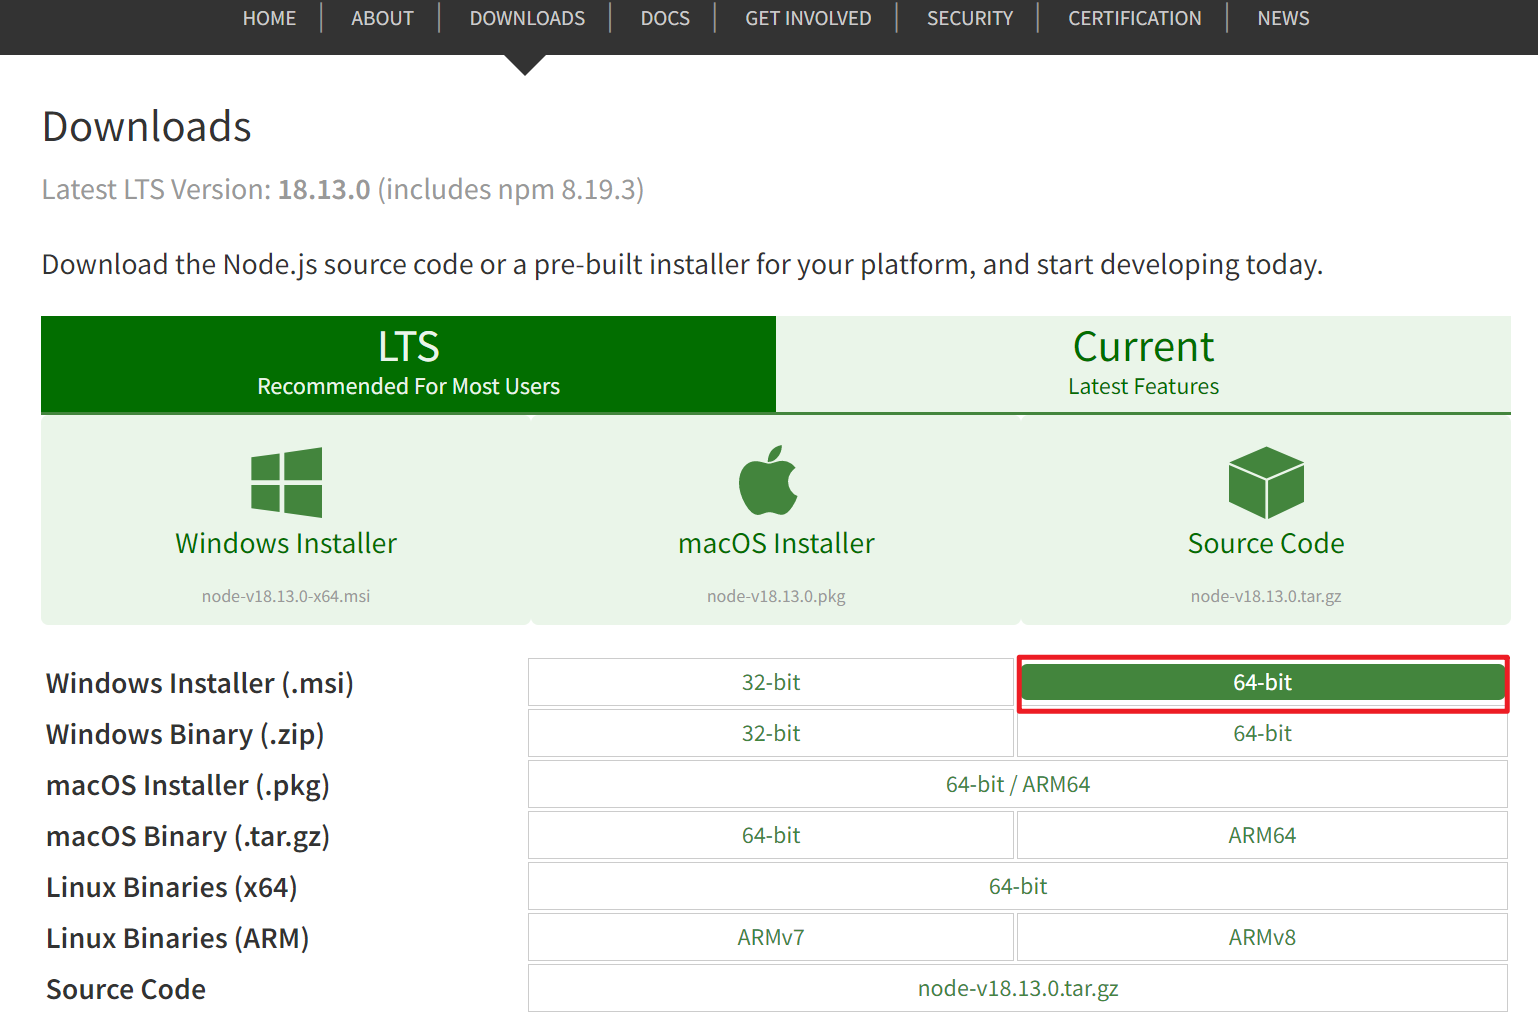 HOME ABOUT DOWNLOADS DOCS GET INVOLVED SECURITY CERTIFICATION NEWS
Downloads
Latest LTS Version: 18.13.0 (includes npm 8.19.3)
Download the Node.js source code or a pre-built installer for your platform, and start developing today.
LTS
Recommended For Most Users
Current
Latest Features
Windows Installer
node-v18.13.0-x64.msi
macOS Installer
node-v18.13.0.pkg
Source Code
node-v18.13.0.tar.gz
Windows Installer (.msi) 32-bit 64-bit
Windows Binary (.zip) 32-bit 64-bit
macOS Installer (.pkg) 64-bit / ARM64
macOS Binary (.tar.gz) 64-bit ARM64
Linux Binaries (x64) 64-bit
Linux Binaries (ARM) ARMv7 ARMv8
Source Code node-v18.13.0.tar.gz